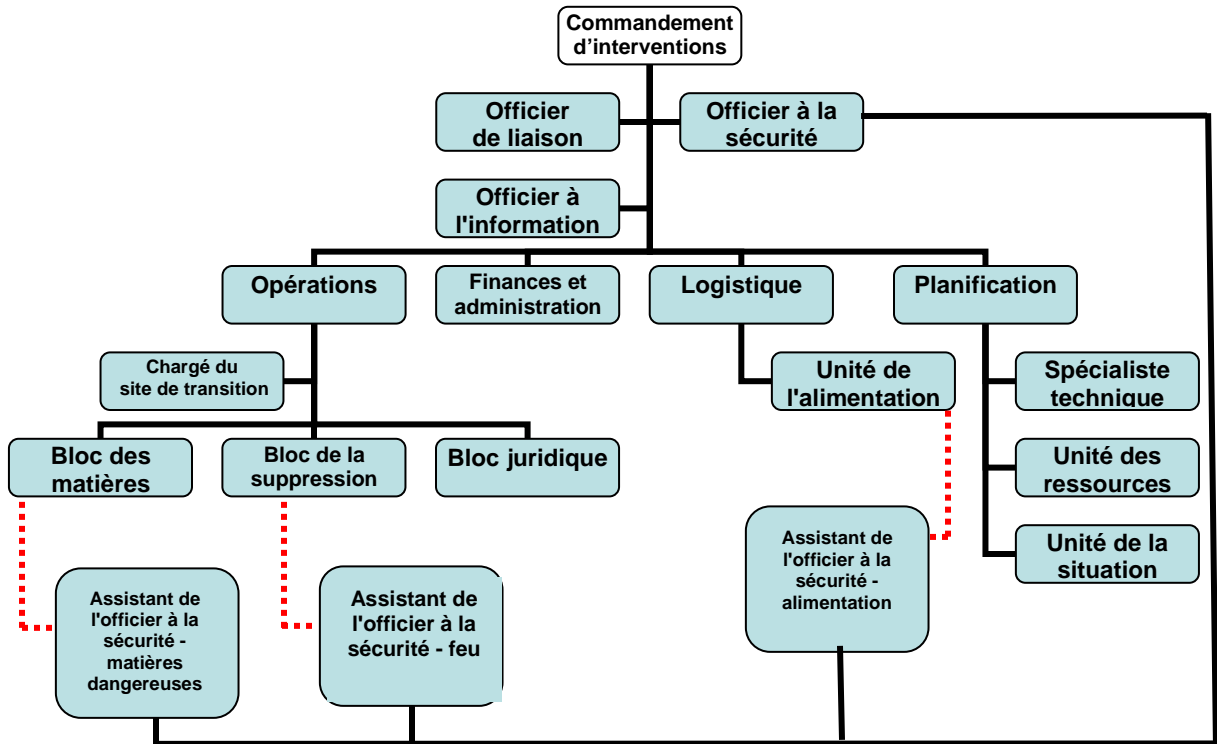 Commandement
d'interventions
Officier
de liaison
Officier à la
sécurité
Officier à
l'information
Opérations
Finances et
administration
Logistique
Planification
Chargé du
site de transition
Unité de
l'alimentation
Spécialiste
technique
Bloc des
matières
Bloc de la
suppression
Bloc juridique
Unité des
ressources
Assistant de
l'officier à la
sécurité -
alimentation
Unité de la
situation
Assistant de
l'officier à la
sécurité -
matières
dangereuses
Assistant de
l'officier à la
sécurité - feu